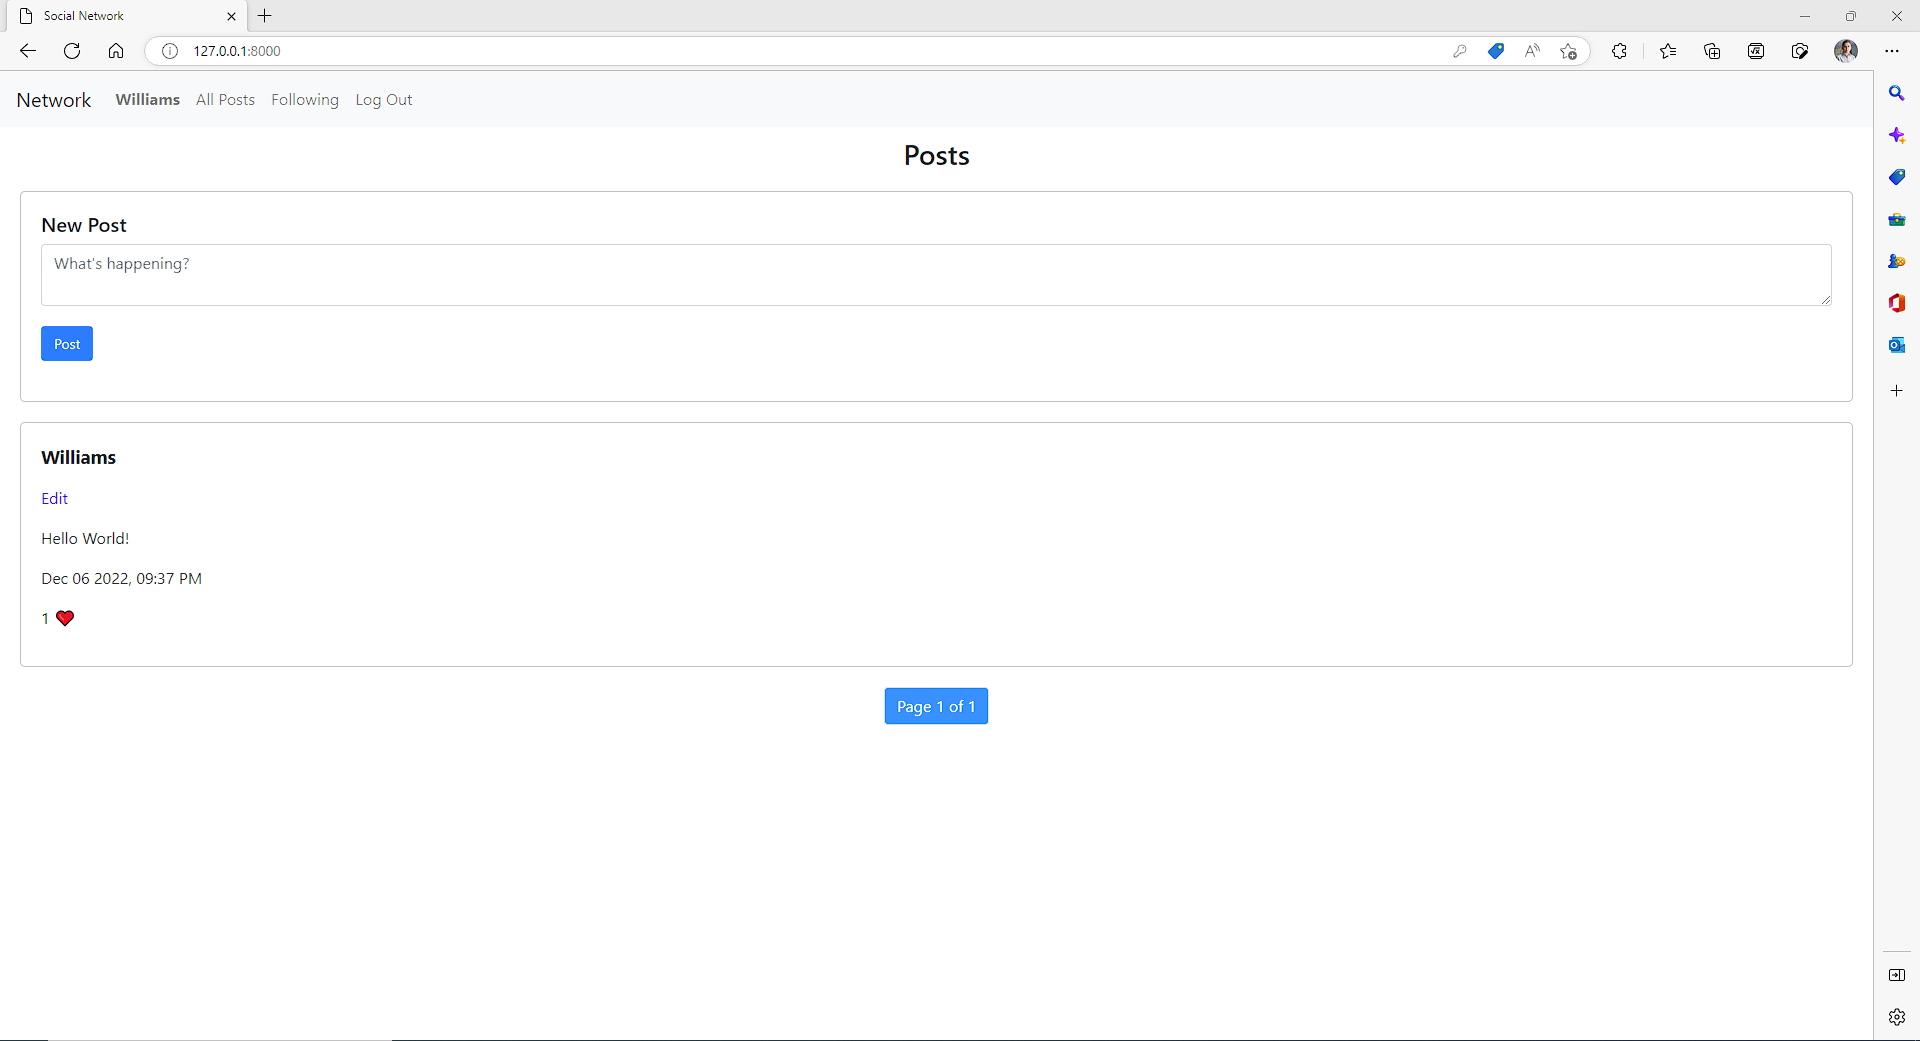 Social Network
127.0.0.1:8000
Network Williams All Posts Following Log Out
Posts
New Post
What's happening?
Post
Williams
Edit
Hello World!
Dec 06 2022, 09:37 PM
1
Page 1 of 1